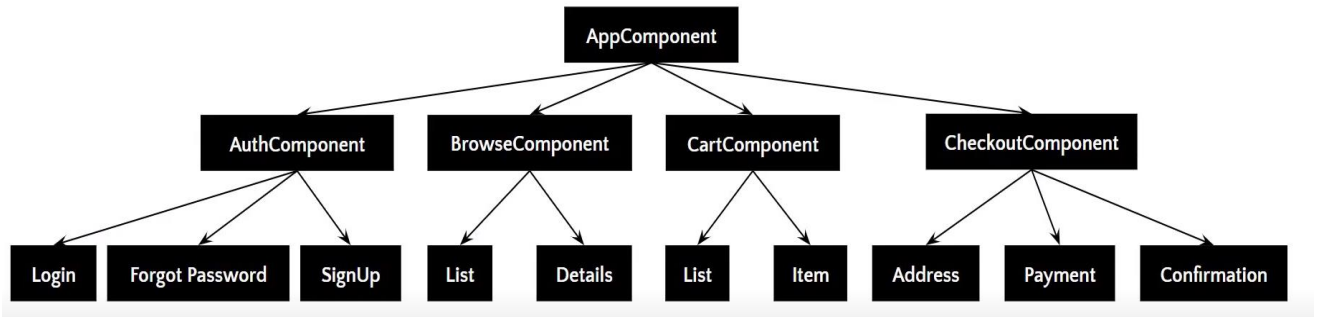 AppComponent
AuthComponent
BrowseComponent
CartComponent
CheckoutComponent
Login
Forgot Password
SignUp
List
Details
List
Item
Address
Payment
Confirmation